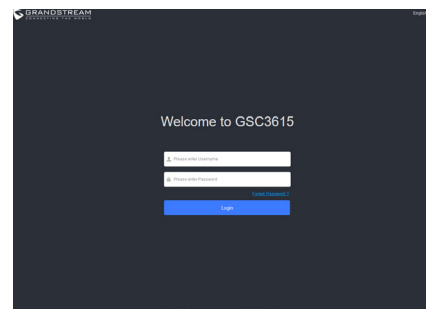 GRANDSTREAM
CONNECTING THE WORLD
English
Welcome to GSC3615
Please enter Username
Please enter Password
Forgot Password?
Login